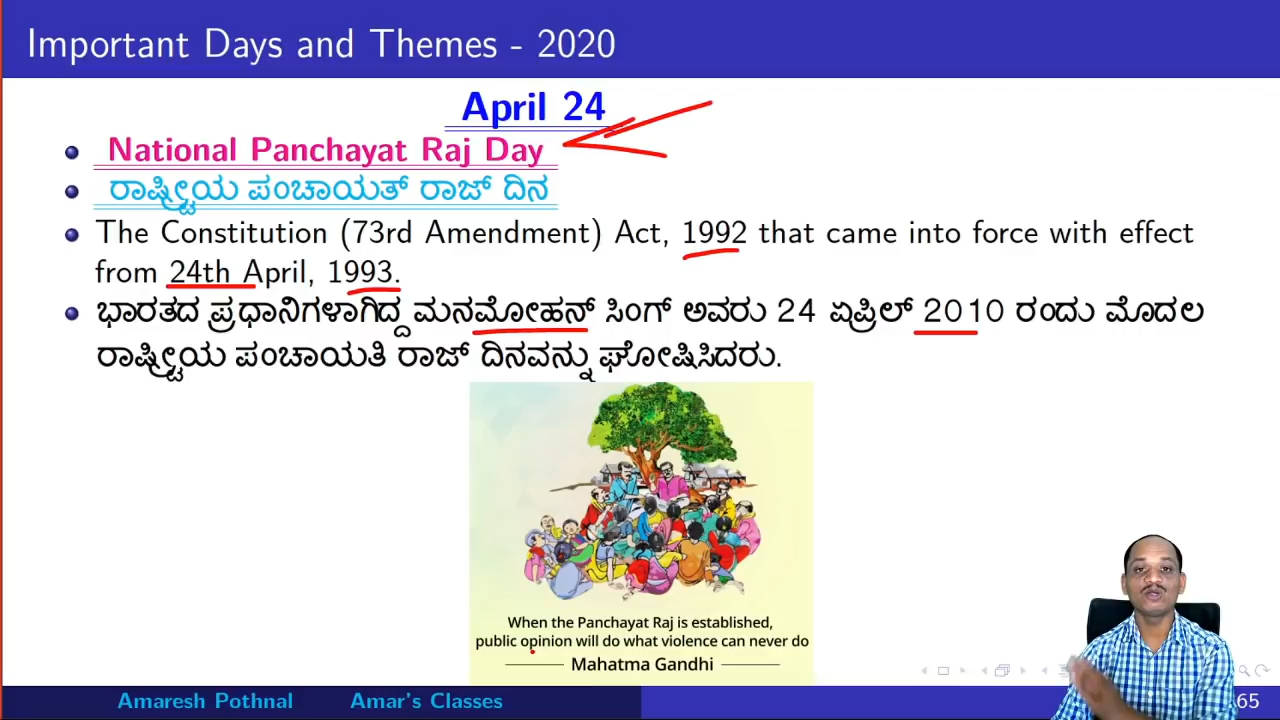 Important Days and Themes - 2020
April 24
National Panchayat Raj Day
ರಾಷ್ಟ್ರೀಯ ಪಂಚಾಯತ್ ರಾಜ್ ದಿನ
The Constitution (73rd Amendment) Act, 1992 that came into force with effect
from 24th April, 1993.
ಭಾರತದ ಪ್ರಧಾನಿಗಳಾಗಿದ್ದ ಮನಮೋಹನ್ ಸಿಂಗ್ ಅವರು 24 ಏಪ್ರಿಲ್ 2010 ರಂದು ಮೊದಲ
ರಾಷ್ಟ್ರೀಯ ಪಂಚಾಯತಿ ರಾಜ್ ದಿನವನ್ನು ಘೋಷಿಸಿದರು.
When the Panchayat Raj is established,
public opinion will do what violence can never do
Mahatma Gandhi
Amaresh Pothnal Amar's Classes 65